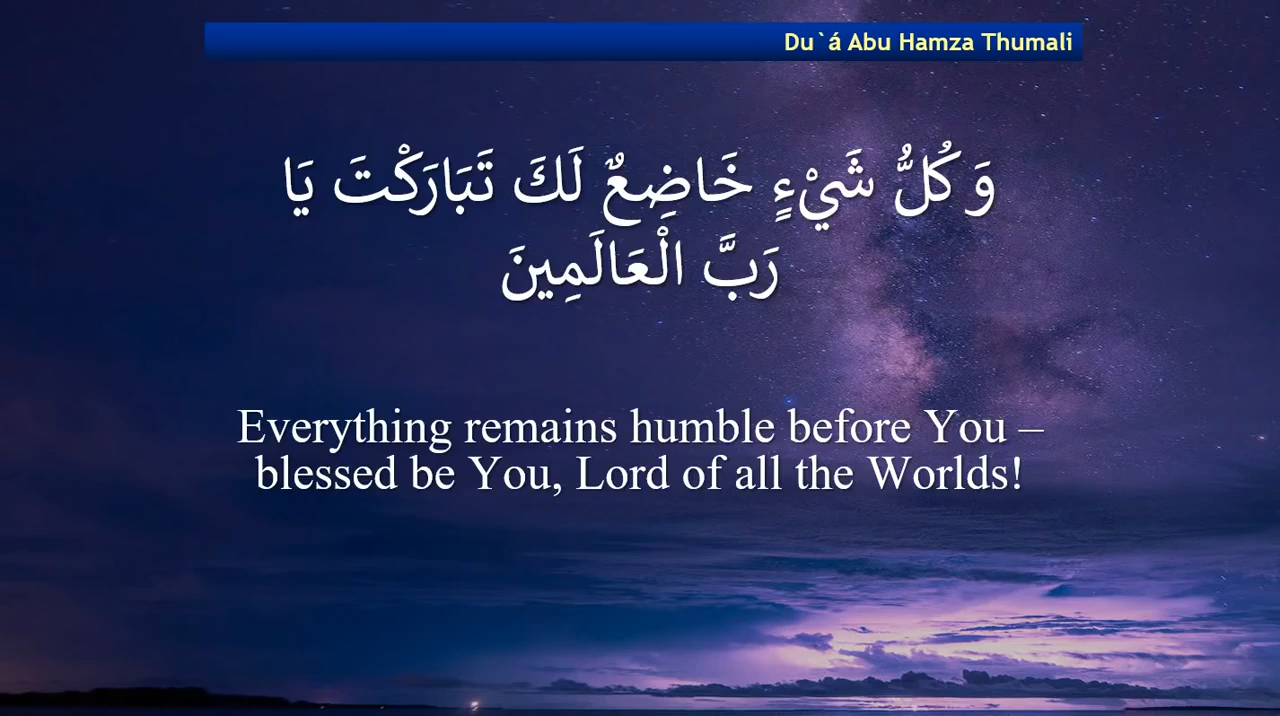 Du`á Abu Hamza Thumali
وَكُلُّ شَيْءٍ خَاضِعٌ لَكَ تَبَارَكْتَ يَا
رَبَّ الْعَالَمِينَ
Everything remains humble before You –
blessed be You, Lord of all the Worlds!